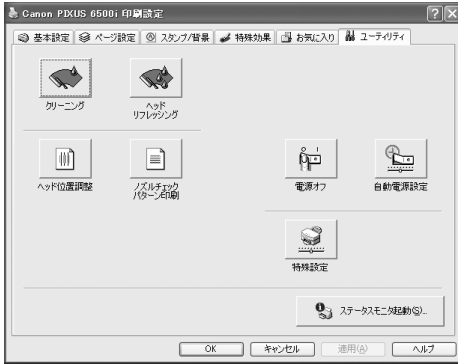 Canon PIXUS 6500i 印刷設定
基本設定 ページ設定 スタンプ/背景 特殊効果 お気に入り ユーティリティ
クリーニング
ヘッド
リフレッシング
ヘッド位置調整
ノズルチェック
パターン印刷
電源オフ
自動電源設定
特殊設定
ステータスモニタ起動(S)...
OK キャンセル 適用(A) ヘルプ